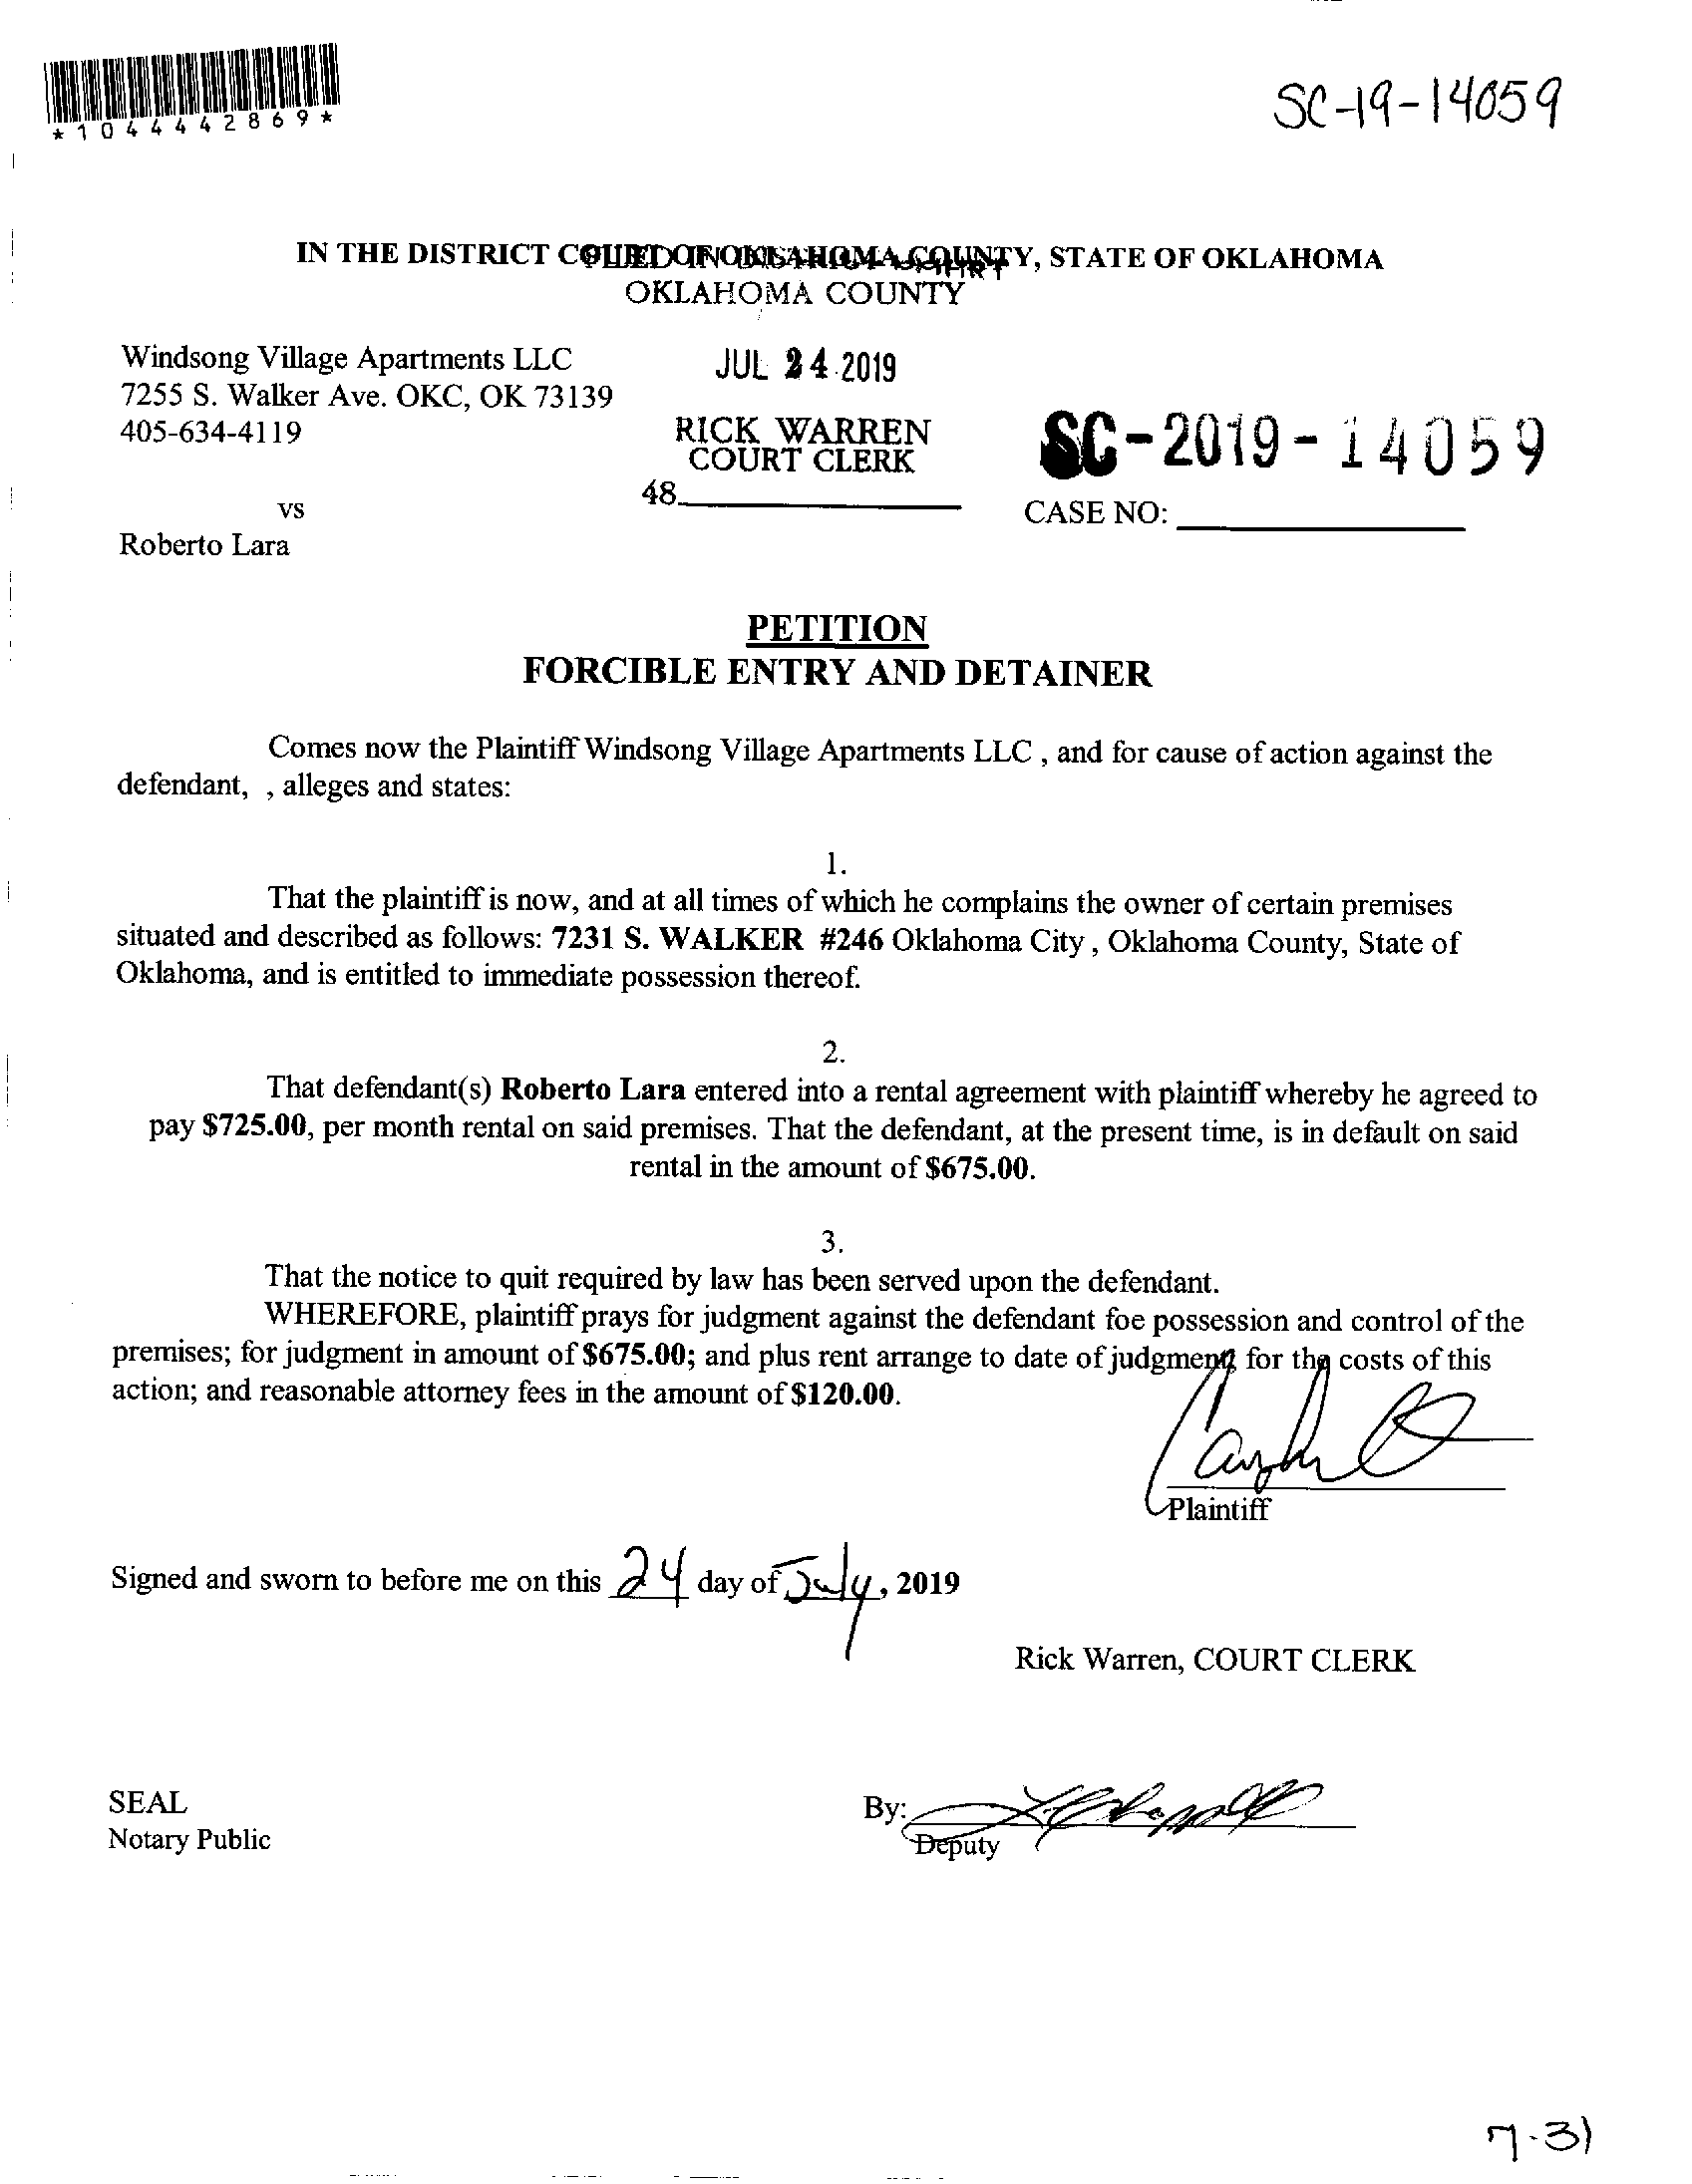 *1044442869*
SC-19-14059
IN THE DISTRICT COURT OF OKLAHOMA COUNTY, STATE OF OKLAHOMA
FILED IN DISTRICT COURT
OKLAHOMA COUNTY
Windsong Village Apartments LLC
JUL 24 2019
7255 S. Walker Ave. OKC, OK 73139
405-634-4119
RICK WARREN
COURT CLERK
SC-2019-14059
48
vs
CASE NO:
Roberto Lara
PETITION
FORCIBLE ENTRY AND DETAINER
Comes now the Plaintiff Windsong Village Apartments LLC , and for cause of action against the
defendant, , alleges and states:
1.
That the plaintiff is now, and at all times of which he complains the owner of certain premises
situated and described as follows: 7231 S. WALKER #246 Oklahoma City , Oklahoma County, State of
Oklahoma, and is entitled to immediate possession thereof.
2.
That defendant(s) Roberto Lara entered into a rental agreement with plaintiff whereby he agreed to
pay $725.00, per month rental on said premises. That the defendant, at the present time, is in default on said
rental in the amount of $675.00.
3.
That the notice to quit required by law has been served upon the defendant.
WHEREFORE, plaintiff prays for judgment against the defendant foe possession and control of the
premises; for judgment in amount of $675.00; and plus rent arrange to date of judgment for the costs of this
action; and reasonable attorney fees in the amount of $120.00.
Plaintiff
Signed and sworn to before me on this 24 day of July, 2019
Rick Warren, COURT CLERK
SEAL
By:
Notary Public
Deputy
7-31